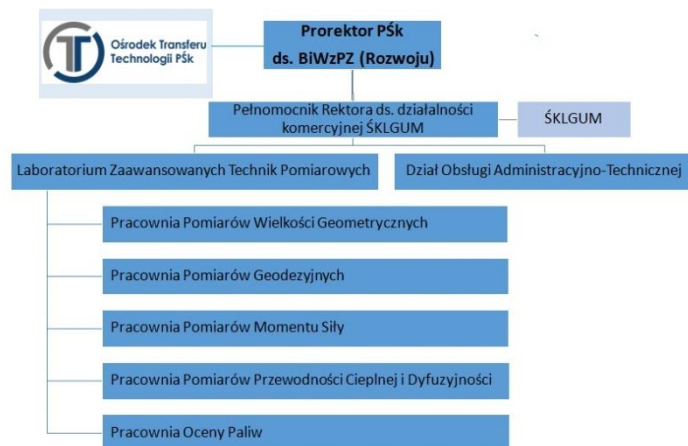 Ośrodek Transferu
Technologii PŚk
Prorektor PŚk
ds. BiWzPZ (Rozwoju)
Pełnomocnik Rektora ds. działalności
komercyjnej ŚKLGUM
ŚKLGUM
Laboratorium Zaawansowanych Technik Pomiarowych
Dział Obsługi Administracyjno-Technicznej
Pracownia Pomiarów Wielkości Geometrycznych
Pracownia Pomiarów Geodezyjnych
Pracownia Pomiarów Momentu Siły
Pracownia Pomiarów Przewodności Cieplnej i Dyfuzyjności
Pracownia Oceny Paliw